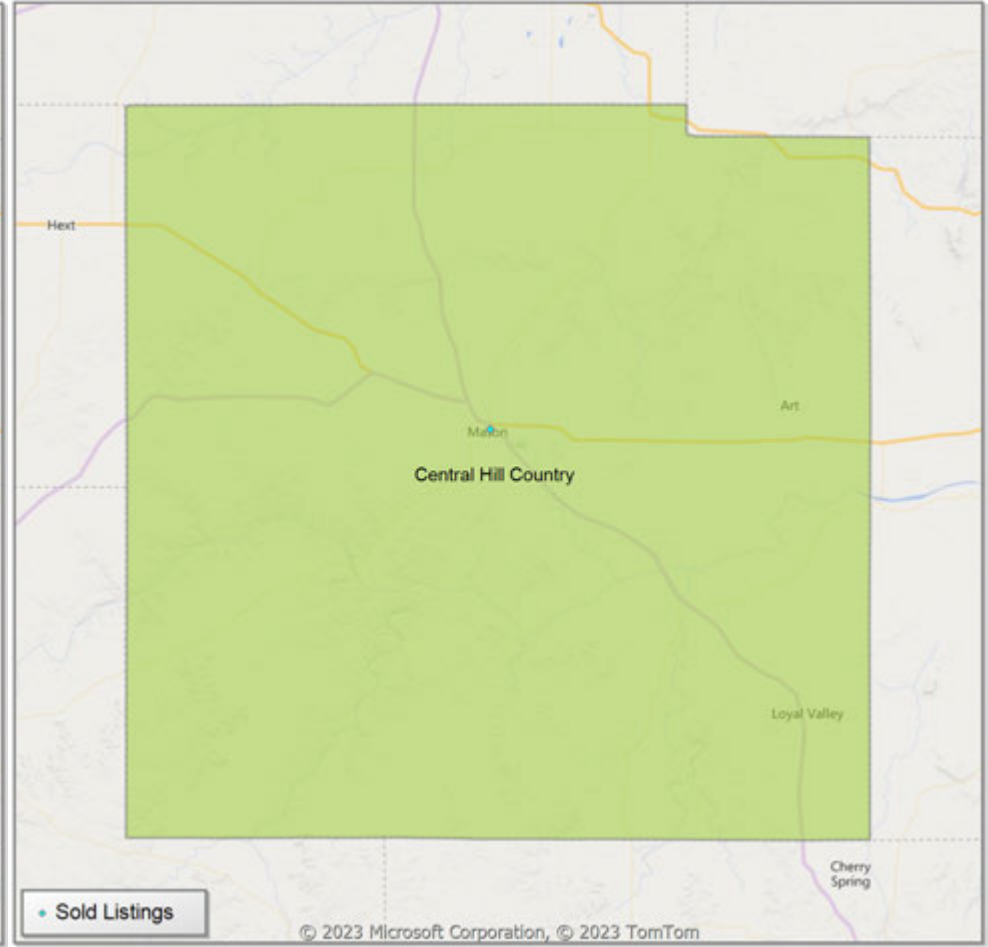 Hext
Art
Mason
Central Hill Country
Loyal Valley
Cherry
Spring
Sold Listings
© 2023 Microsoft Corporation, © 2023 TomTom